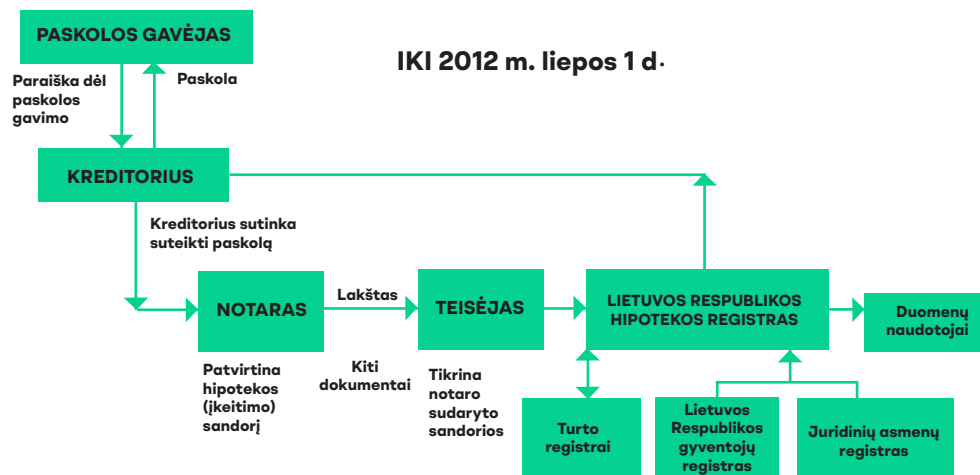 PASKOLOS GAVĖJAS
IKI 2012 m. liepos 1 d.
Paraiška dėl
paskolos
gavimo
Paskola
KREDITORIUS
Kreditorius sutinka
suteikti paskolą
NOTARAS
Lakštas
TEISĖJAS
LIETUVOS RESPUBLIKOS
HIPOTEKOS REGISTRAS
Duomenų
naudotojai
Patvirtina
hipotekos
(įkeitimo)
sandorį
Kiti
dokumentai
Tikrina
notaro
sudaryto
sandorios
Turto
registrai
Lietuvos
Respublikos
gyventojų
registras
Juridinių asmenų
registras